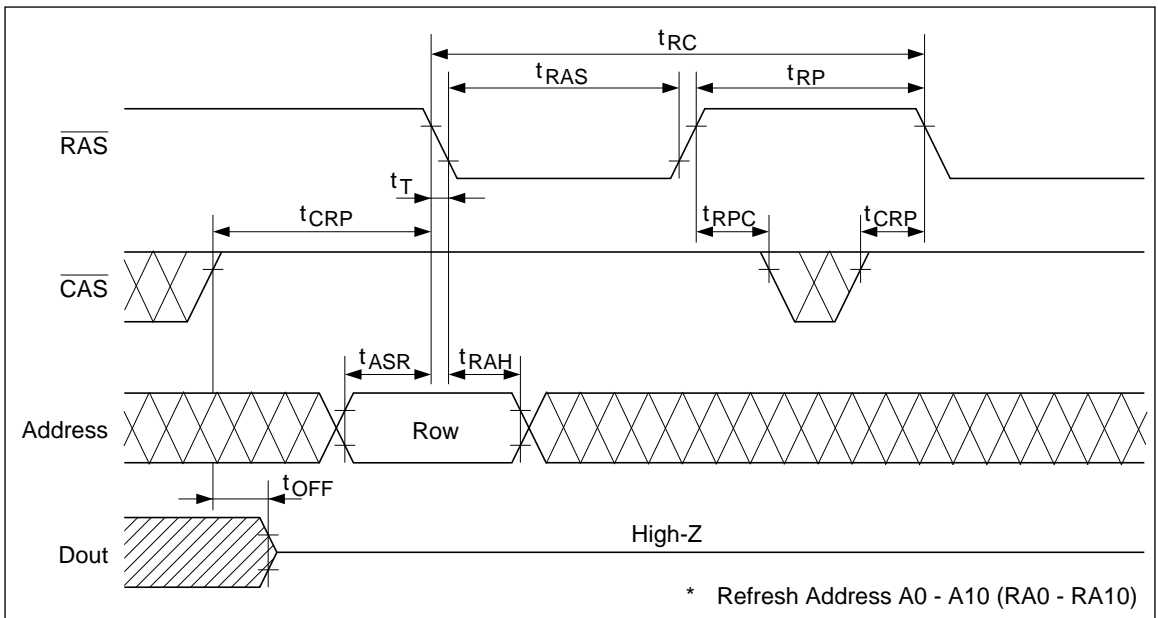 tRC
tRAS
tRP
RAS
tT
tCRP
tRPC
tCRP
CAS
tASR
tRAH
Address
Row
tOFF
Dout
High-Z
* Refresh Address A0 - A10 (RA0 - RA10)